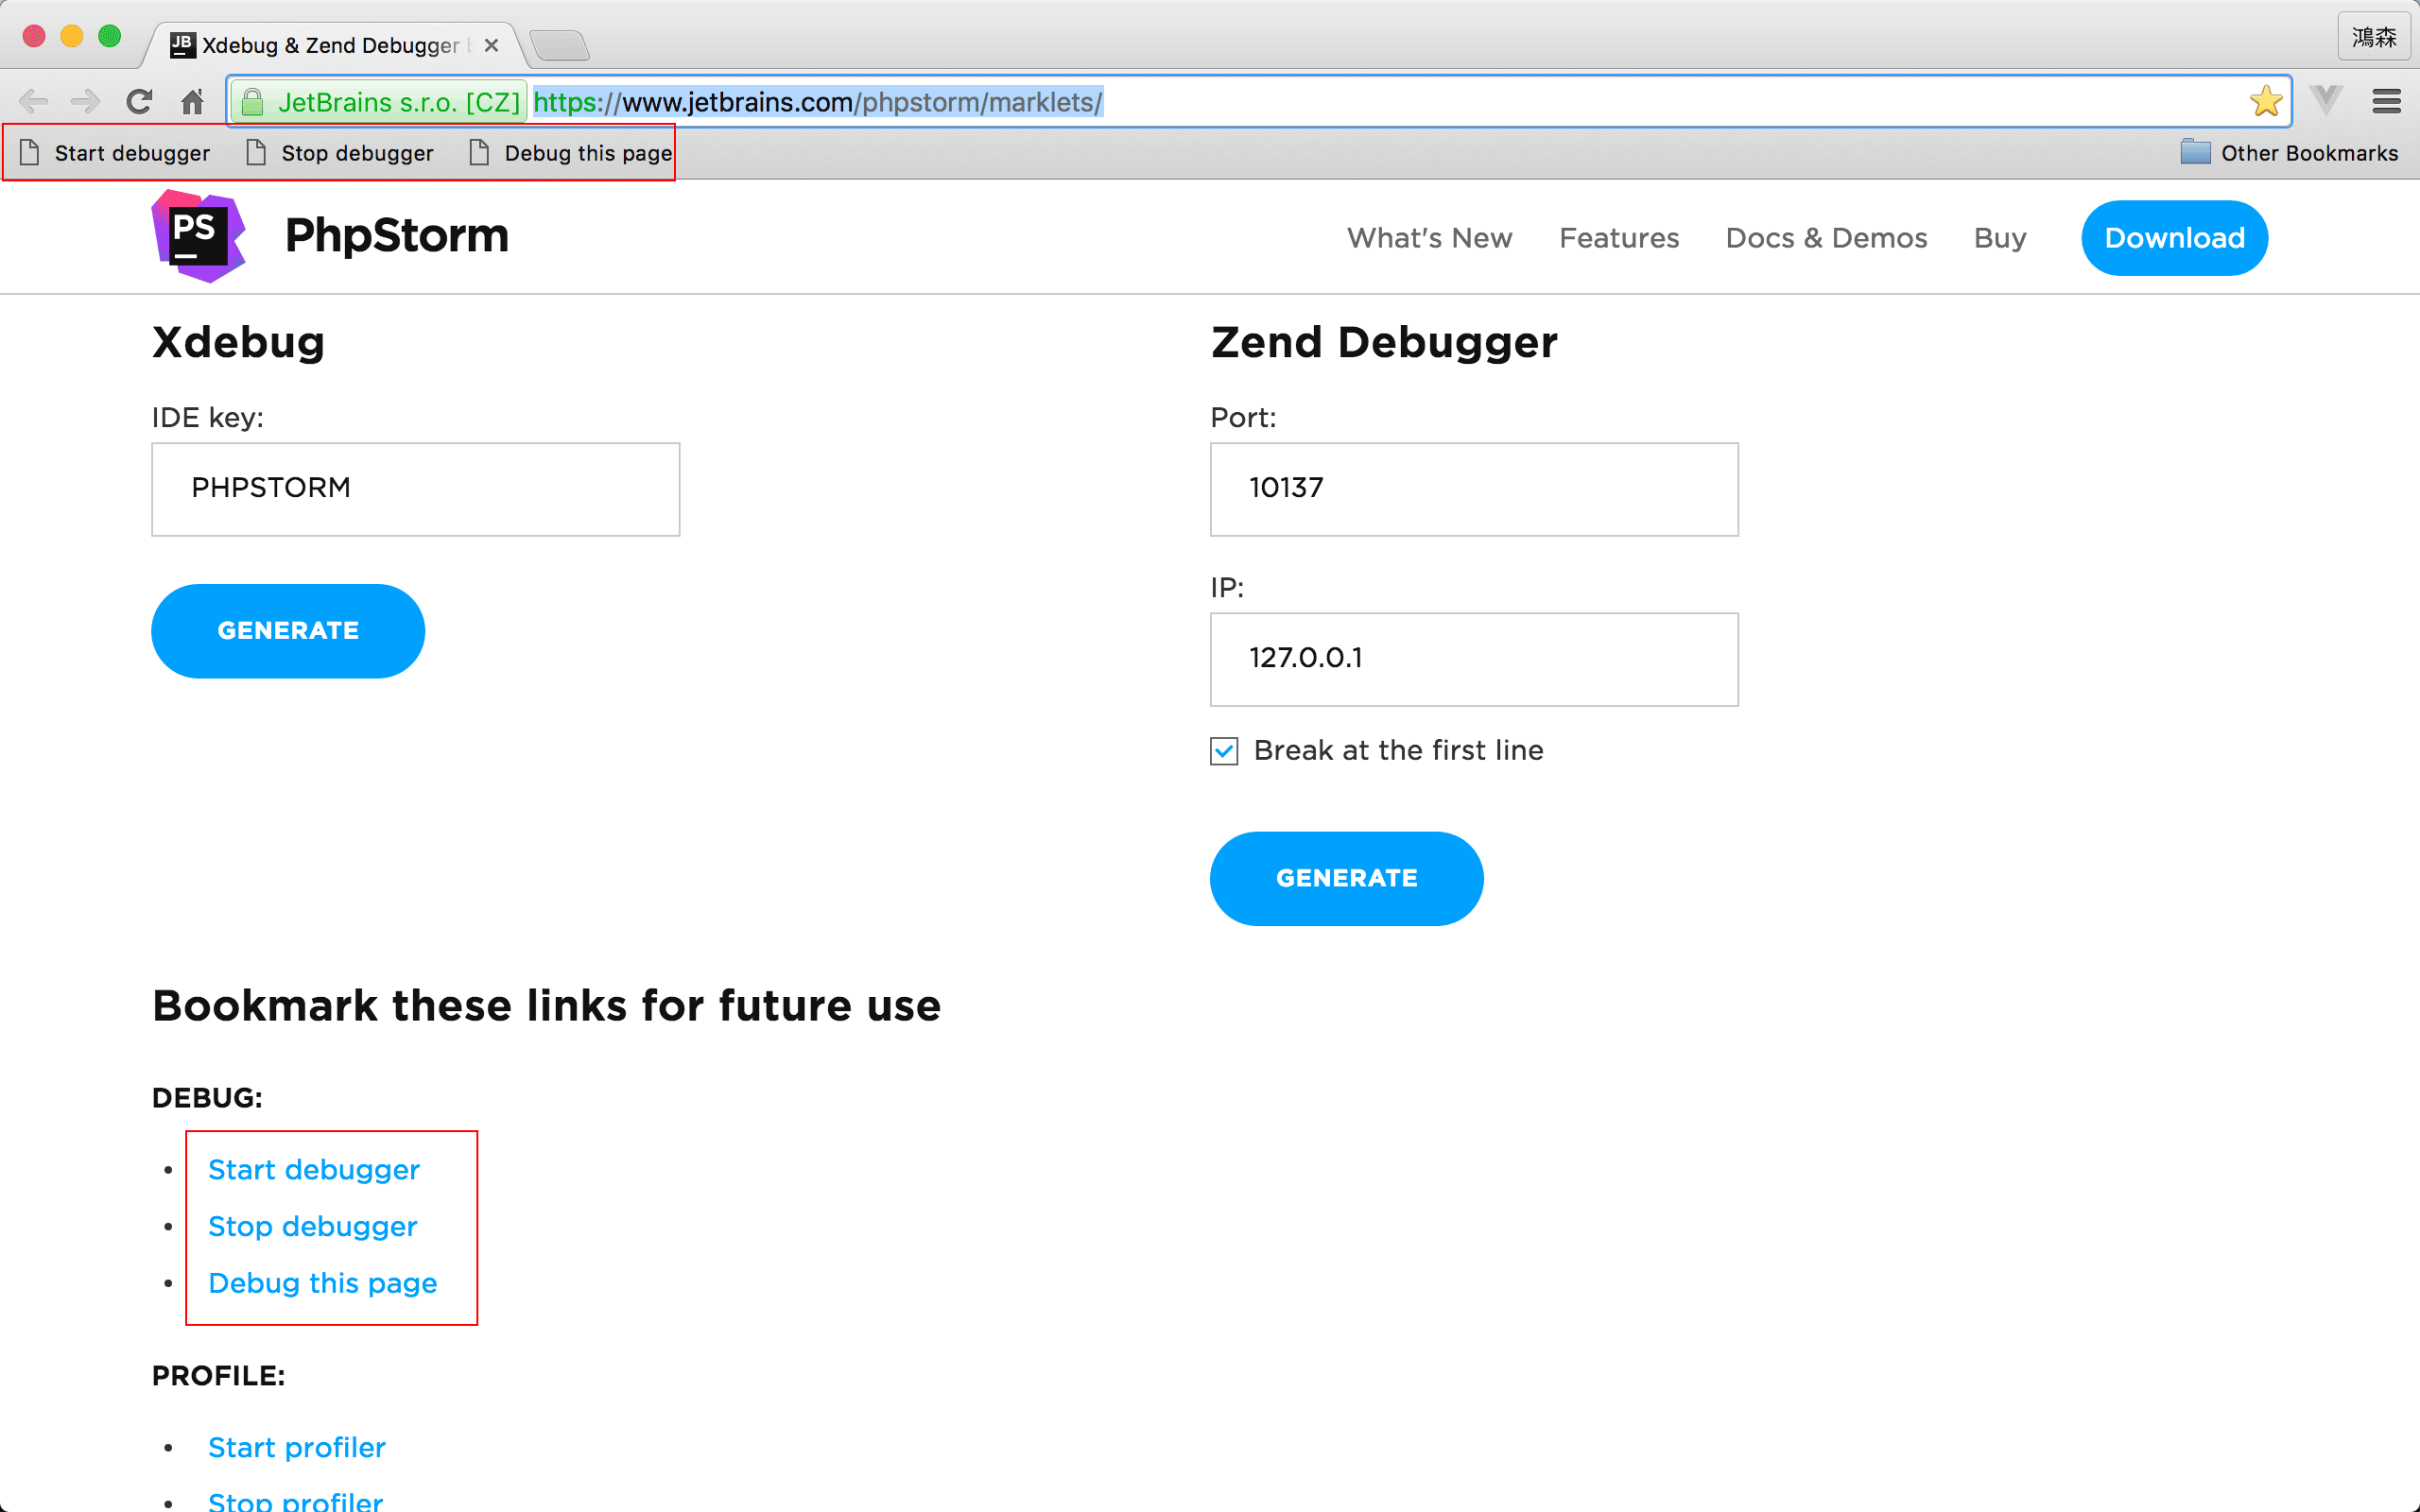 JB Xdebug & Zend Debugger
鴻森
JetBrains s.r.o. [CZ] https://www.jetbrains.com/phpstorm/marklets/
Start debugger Stop debugger Debug this page Other Bookmarks
PS PhpStorm What's New Features Docs & Demos Buy Download
Xdebug
IDE key:
PHPSTORM
GENERATE
Zend Debugger
Port:
10137
IP:
127.0.0.1
Break at the first line
GENERATE
Bookmark these links for future use
DEBUG:
Start debugger
Stop debugger
Debug this page
PROFILE:
Start profiler
Stop profiler